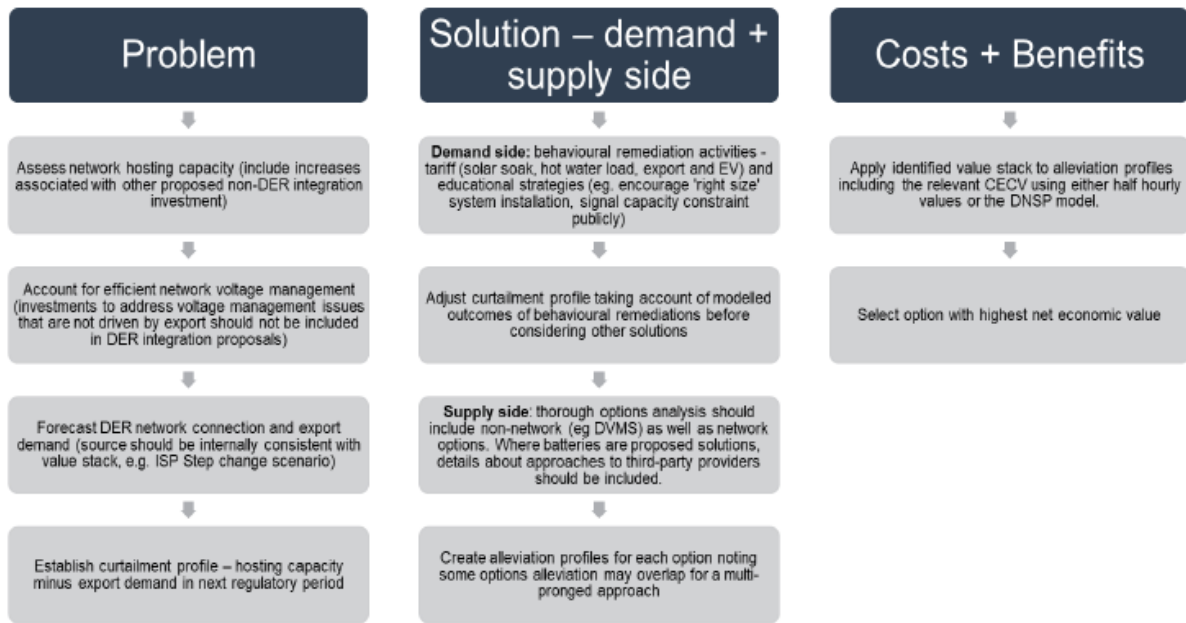 Problem
Assess network hosting capacity (include increases
associated with other proposed non-DER integration
investment)
Account for efficient network voltage management
(investments to address voltage management issues
that are not driven by export should not be included
in DER integration proposals)
Forecast DER network connection and export
demand (source should be internally consistent with
value stack, e.g. ISP Step change scenario)
Establish curtailment profile – hosting capacity
minus export demand in next regulatory period
Solution – demand +
supply side
Demand side: behavioural remediation activities -
tariff (solar soak, hot water load, export and EV) and
educational strategies (eg. encourage 'right size'
system installation, signal capacity constraint
publicly)
Adjust curtailment profile taking account of modelled
outcomes of behavioural remediations before
considering other solutions
Supply side: thorough options analysis should
include non-network (eg DVMS) as well as network
options. Where batteries are proposed solutions,
details about approaches to third-party providers
should be included.
Create alleviation profiles for each option noting
some options alleviation may overlap for a multi-
pronged approach
Costs + Benefits
Apply identified value stack to alleviation profiles
including the relevant CECV using either half hourly
values or the DNSP model.
Select option with highest net economic value